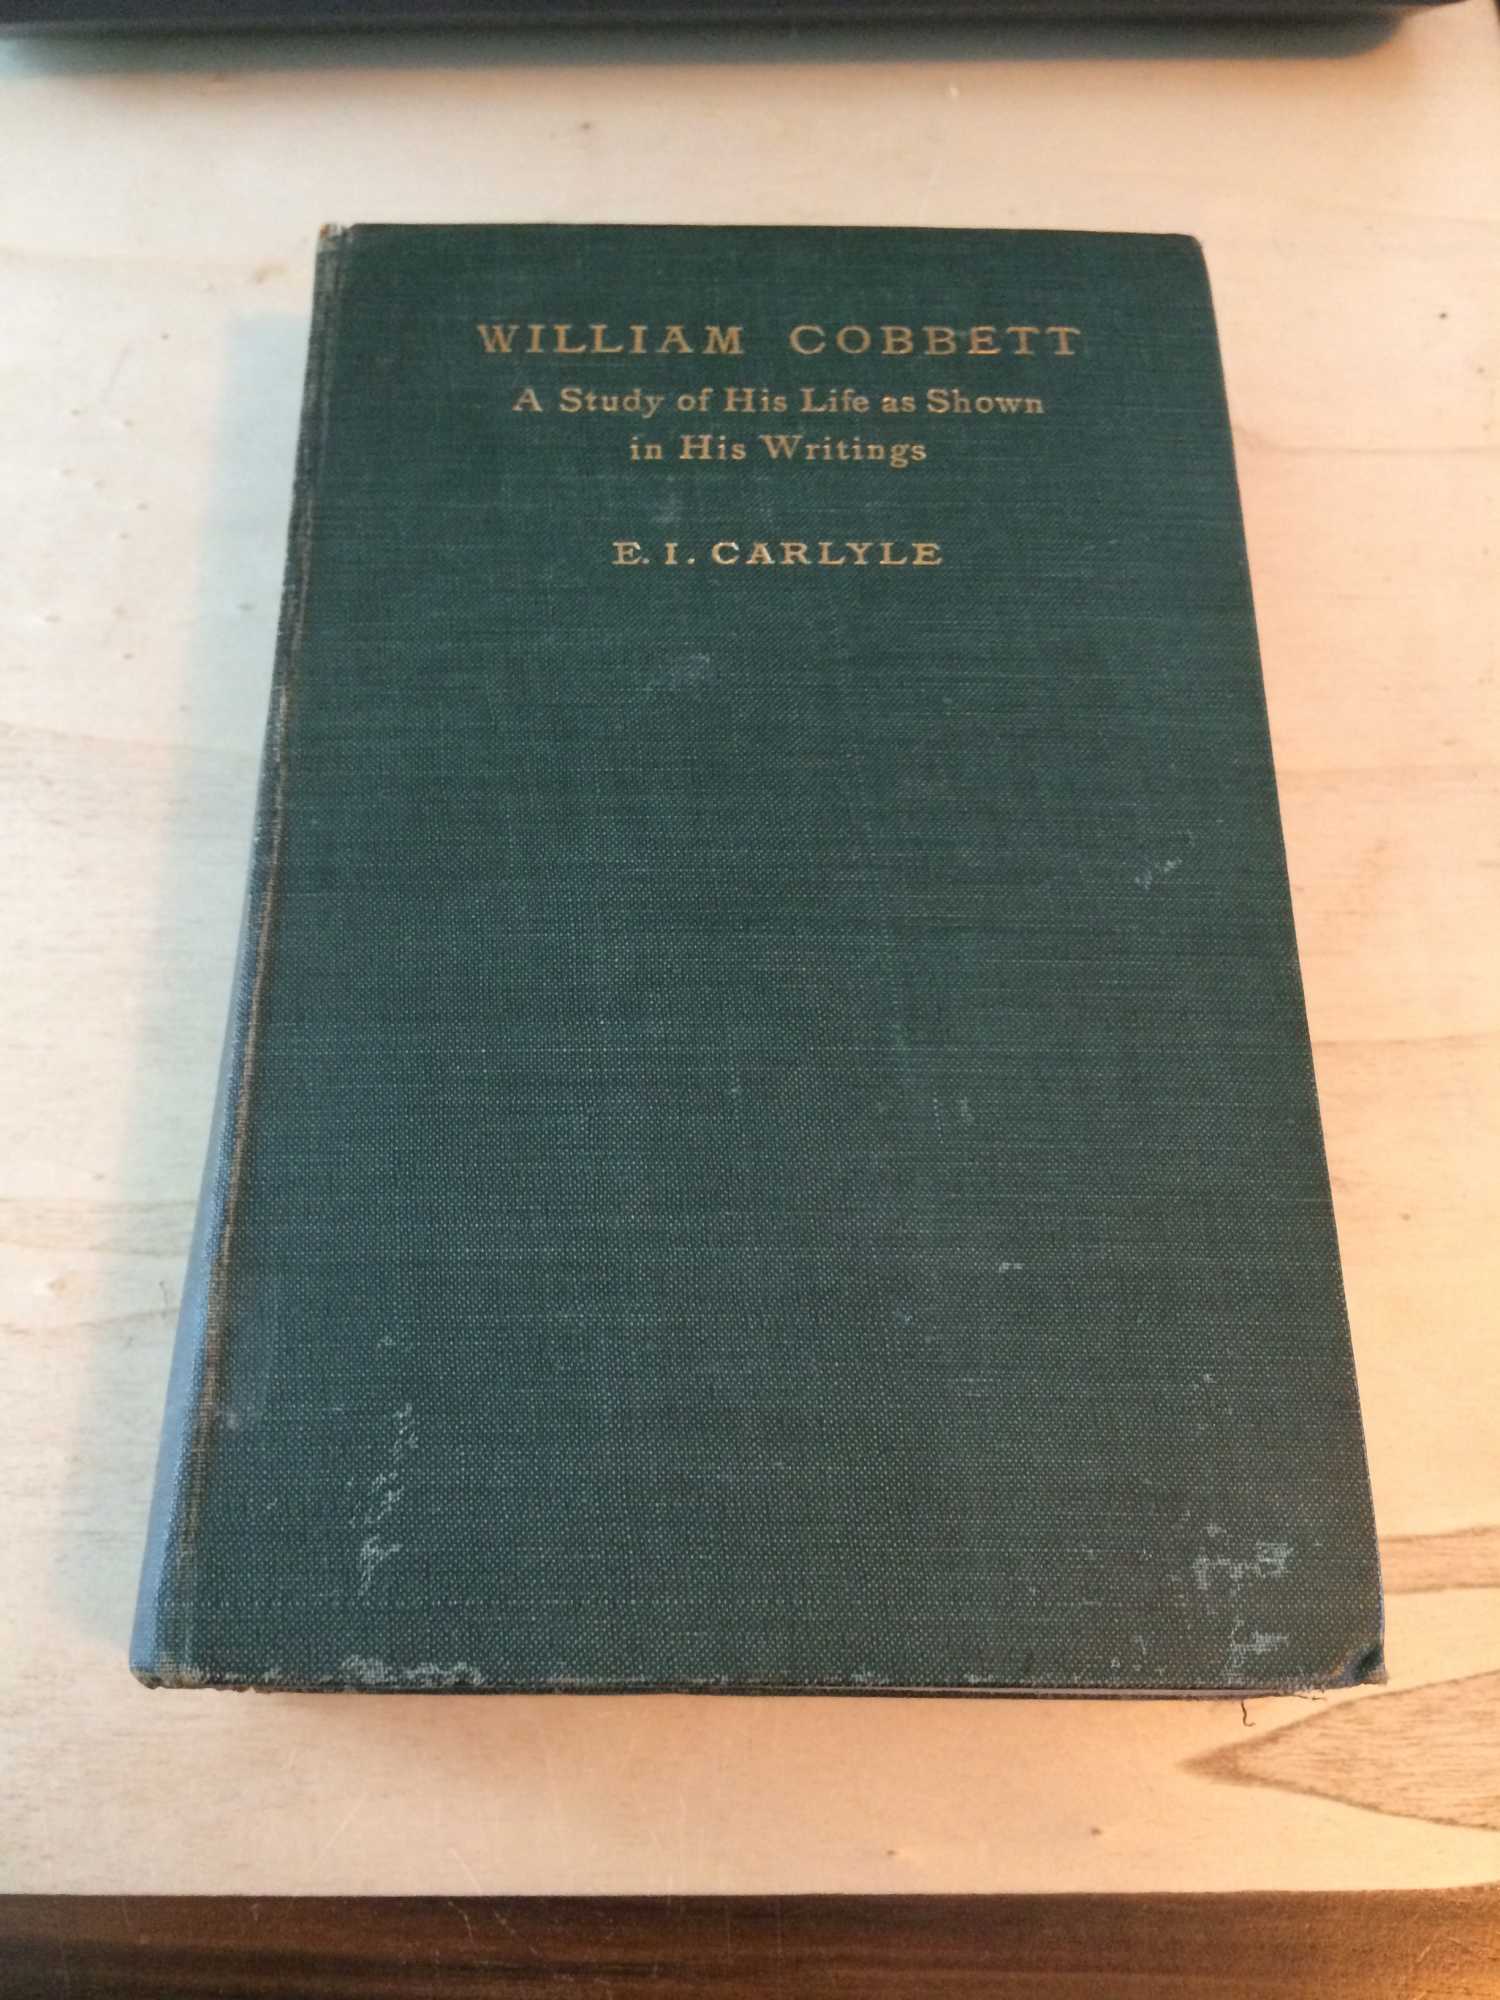 WILLIAM COBBETT
A Study of His Life as Shown
in His Writings
E. I. CARLYLE